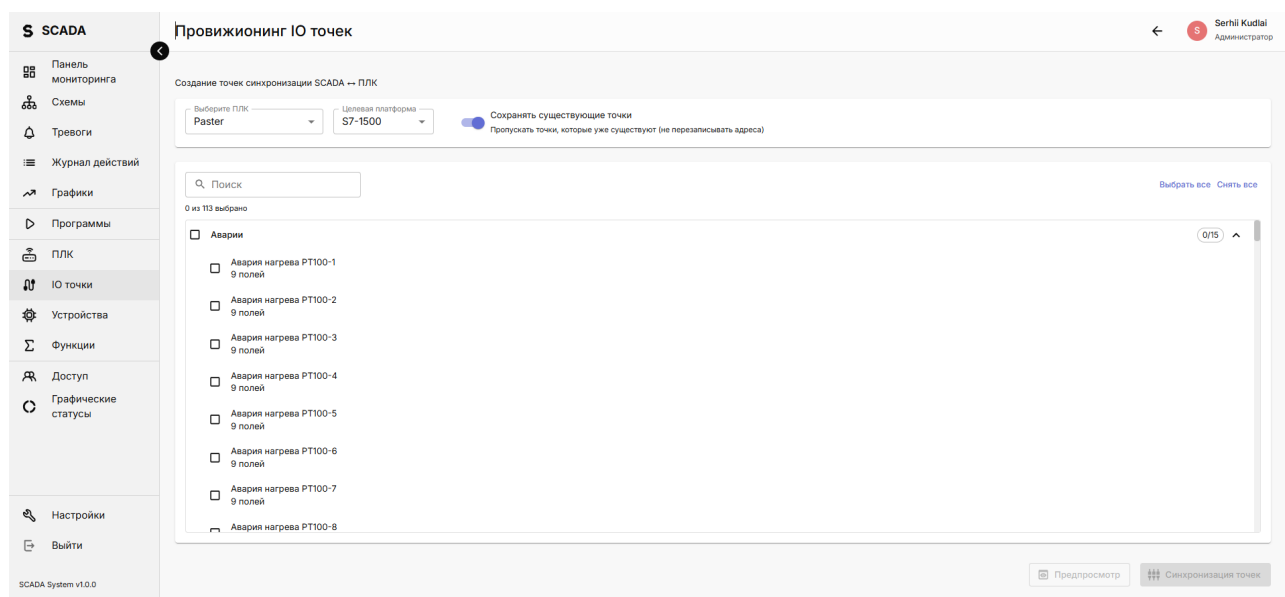 S SCADA
Панель
мониторинга
Схемы
Тревоги
Журнал действий
Графики
Программы
ПЛК
IO точки
Устройства
Функции
Доступ
Графические
статусы
Настройки
Выйти
SCADA System v1.0.0
Провижионинг IO точек
S
Serhii Kudlai
Администратор
Создание точек синхронизации SCADA ↔ ПЛК
Выберите ПЛК
Paster
Целевая платформа
S7-1500
Сохранять существующие точки
Пропускать точки, которые уже существуют (не перезаписывать адреса)
Поиск
Выбрать все Снять все
0 из 113 выбрано
Аварии
0/15
Авария нагрева PT100-1
9 полей
Авария нагрева PT100-2
9 полей
Авария нагрева PT100-3
9 полей
Авария нагрева PT100-4
9 полей
Авария нагрева PT100-5
9 полей
Авария нагрева PT100-6
9 полей
Авария нагрева PT100-7
9 полей
Авария нагрева PT100-8
Предпросмотр
Синхронизация точек